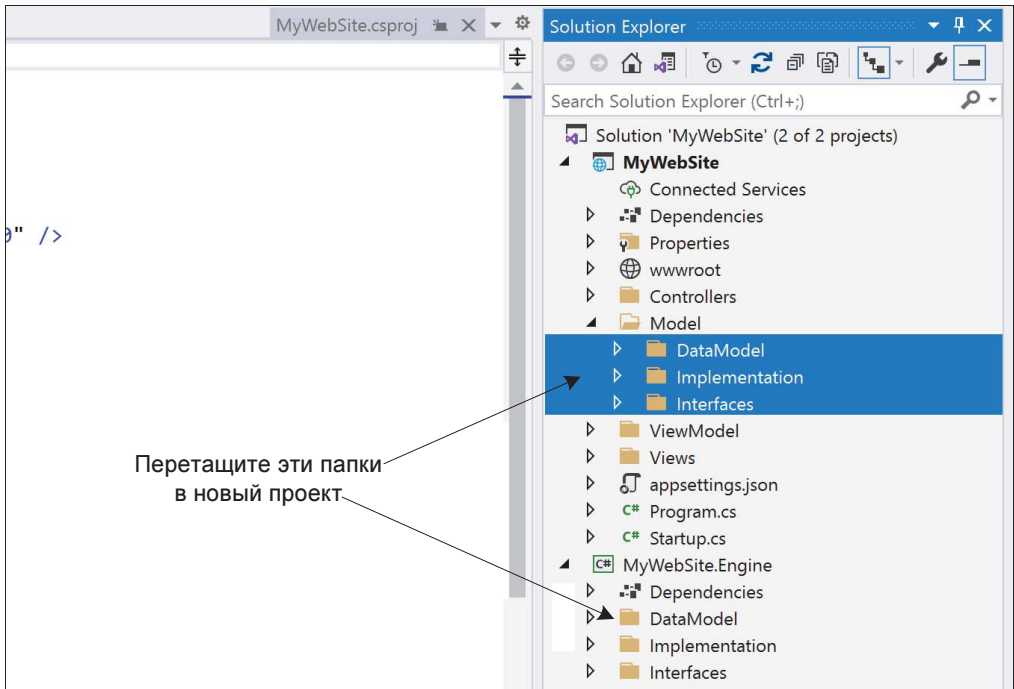 MyWebSite.csproj
Solution Explorer
Search Solution Explorer (Ctrl+;)
Solution 'MyWebSite' (2 of 2 projects)
MyWebSite
Connected Services
Dependencies
Properties
wwwroot
Controllers
Model
DataModel
Implementation
Interfaces
ViewModel
Views
appsettings.json
C# Program.cs
C# Startup.cs
C# MyWebSite.Engine
Dependencies
DataModel
Implementation
Interfaces
" />
Перетащите эти папки
в новый проект